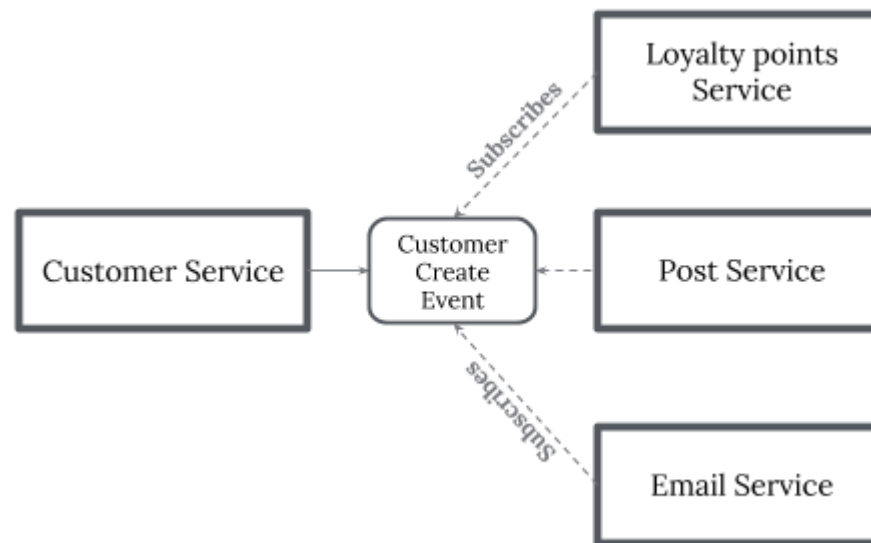 Loyalty points
Service
Subscribes
Customer Service
Customer
Create
Event
Post Service
Subscribes
Email Service